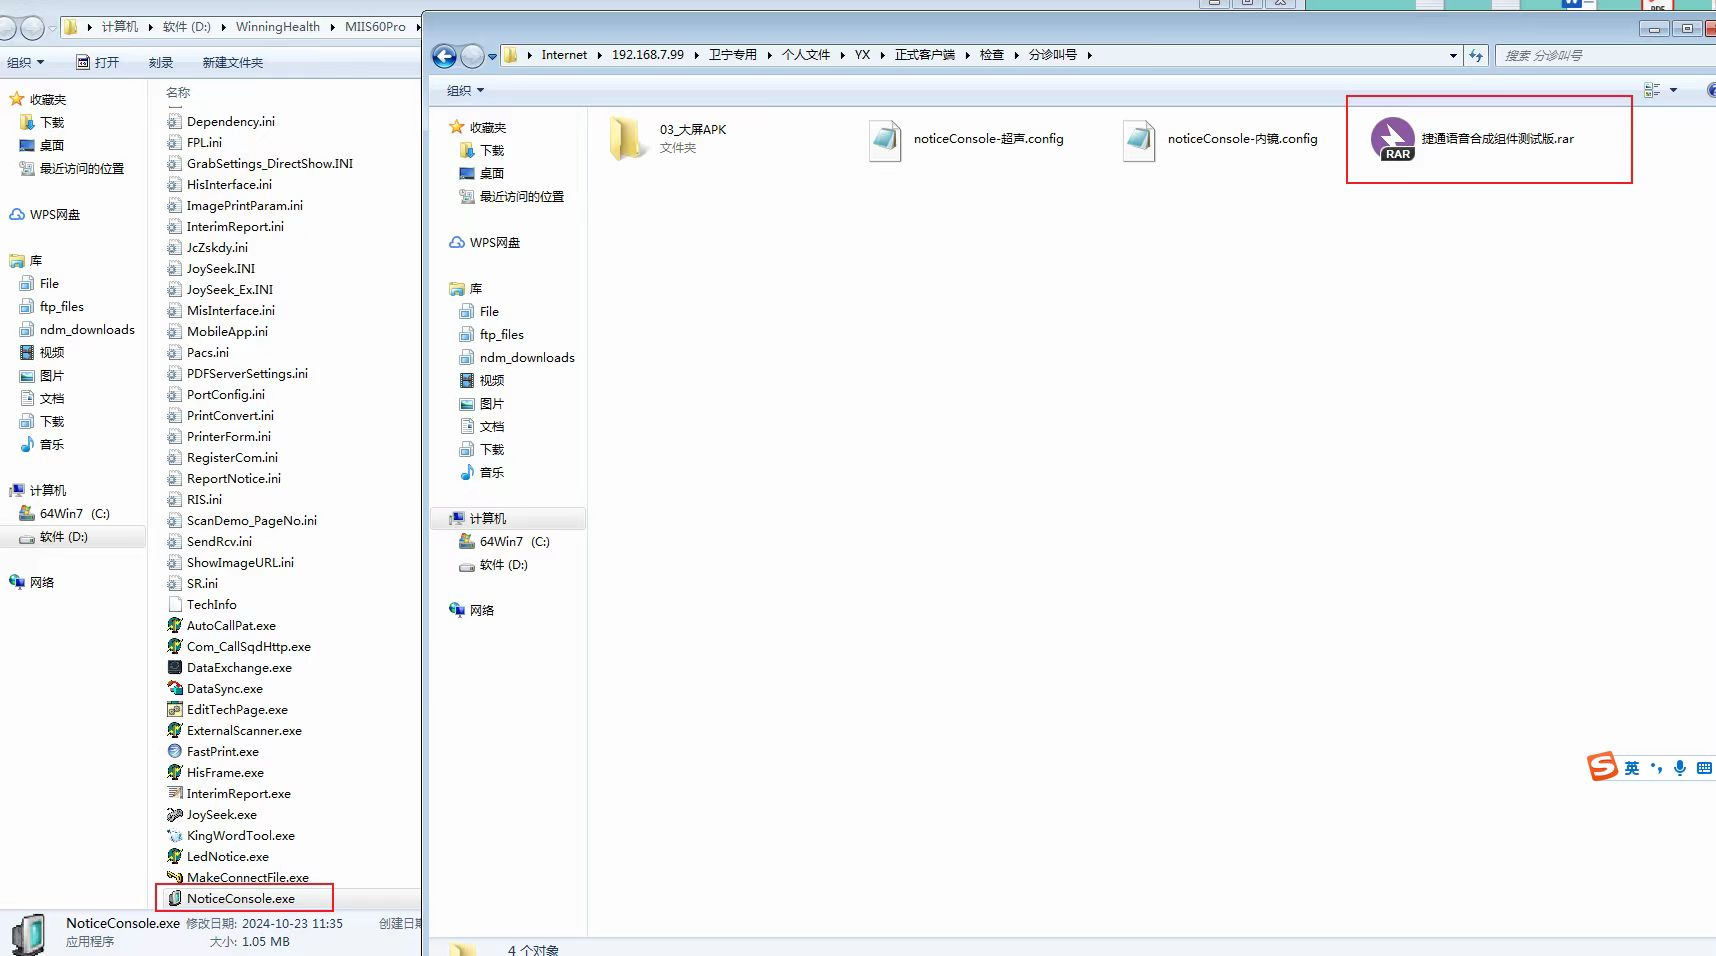 计算机 软件 (D:) WinningHealth MIIS60Pro
组织 打开 刻录 新建文件夹
收藏夹
下载
桌面
最近访问的位置
WPS网盘
库
File
ftp_files
ndm_downloads
视频
图片
文档
下载
音乐
计算机
64Win7 (C:)
软件 (D:)
网络
名称
Dependency.ini
FPL.ini
GrabSettings_DirectShow.INI
HisInterface.ini
ImagePrintParam.ini
InterimReport.ini
JcZskdy.ini
JoySeek.INI
JoySeek_Ex.INI
MisInterface.ini
MobileApp.ini
Pacs.ini
PDFServerSettings.ini
PortConfig.ini
PrintConvert.ini
PrinterForm.ini
RegisterCom.ini
ReportNotice.ini
RIS.ini
ScanDemo_PageNo.ini
SendRcv.ini
ShowImageURL.ini
SR.ini
TechInfo
AutoCallPat.exe
Com_CallSqdHttp.exe
DataExchange.exe
DataSync.exe
EditTechPage.exe
ExternalScanner.exe
FastPrint.exe
HisFrame.exe
InterimReport.exe
JoySeek.exe
KingWordTool.exe
LedNotice.exe
MakeConnectFile.exe
NoticeConsole.exe
NoticeConsole.exe 修改日期: 2024-10-23 11:35 创建日期
应用程序 大小: 1.05 MB
Internet 192.168.7.99 卫宁专用 个人文件 YX 正式客户端 检查 分诊叫号
搜索 分诊叫号
组织
收藏夹
下载
桌面
最近访问的位置
WPS网盘
库
File
ftp_files
ndm_downloads
视频
图片
文档
下载
音乐
计算机
64Win7 (C:)
软件 (D:)
网络
03_大屏APK
文件夹
noticeConsole-超声.config
noticeConsole-内镜.config
RAR
捷通语音合成组件测试版.rar
英
4 个对象